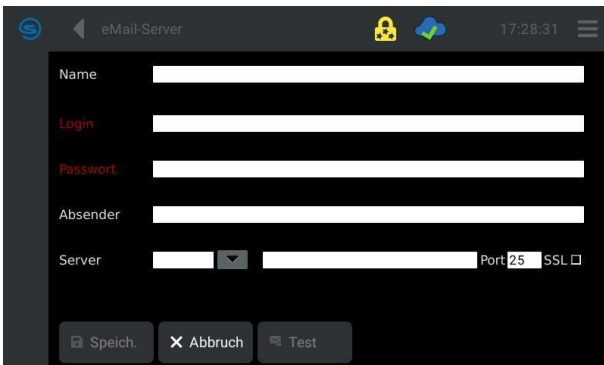 eMail-Server 17:28:31
Name
Login
Passwort
Absender
Server Port 25 SSL
Speich. Abbruch Test